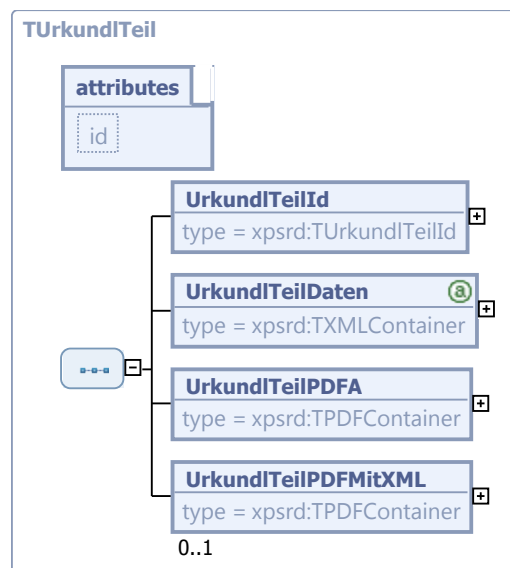 TUrkundlTeil
attributes
id
UrkundlTeilId
type = xpsrd:TUrkundlTeilId
UrkundlTeilDaten
a
type = xpsrd:TXMLContainer
UrkundlTeilPDFA
type = xpsrd:TPDFContainer
UrkundlTeilPDFMitXML
type = xpsrd:TPDFContainer
0..1